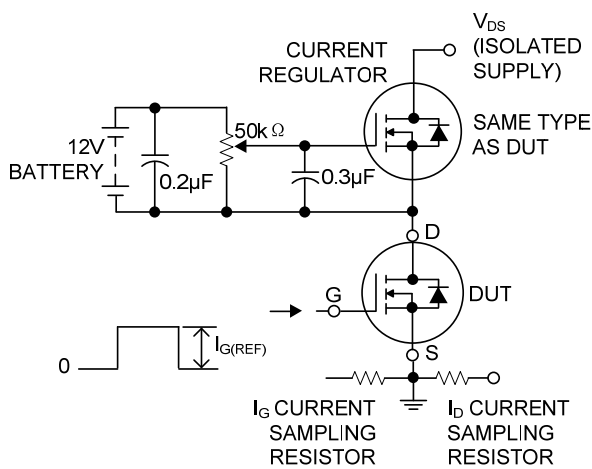 V_DS
(ISOLATED
SUPPLY)
CURRENT
REGULATOR
SAME TYPE
AS DUT
12V
BATTERY
0.2µF
50kΩ
0.3µF
D
DUT
G
0
I_G(REF)
S
I_G CURRENT
SAMPLING
RESISTOR
I_D CURRENT
SAMPLING
RESISTOR